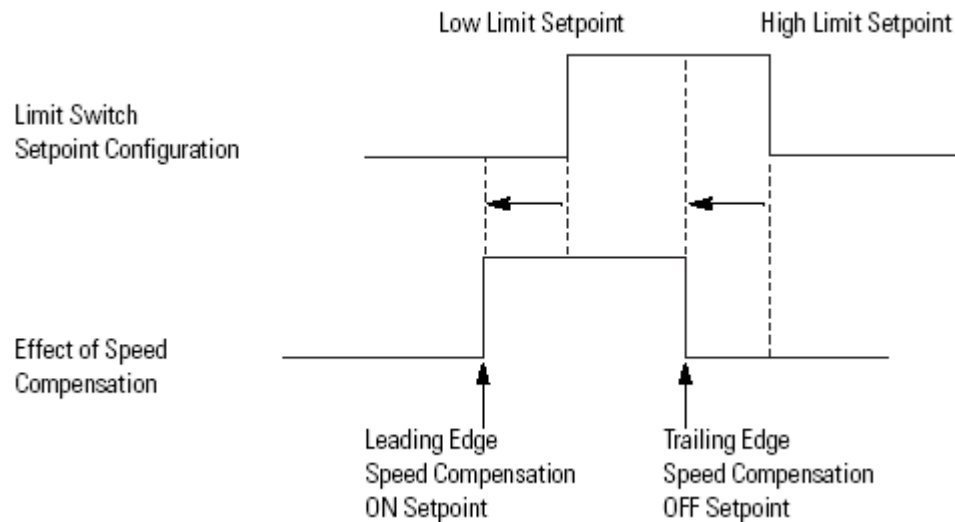 Low Limit Setpoint
High Limit Setpoint
Limit Switch
Setpoint Configuration
Effect of Speed
Compensation
Leading Edge
Speed Compensation
ON Setpoint
Trailing Edge
Speed Compensation
OFF Setpoint